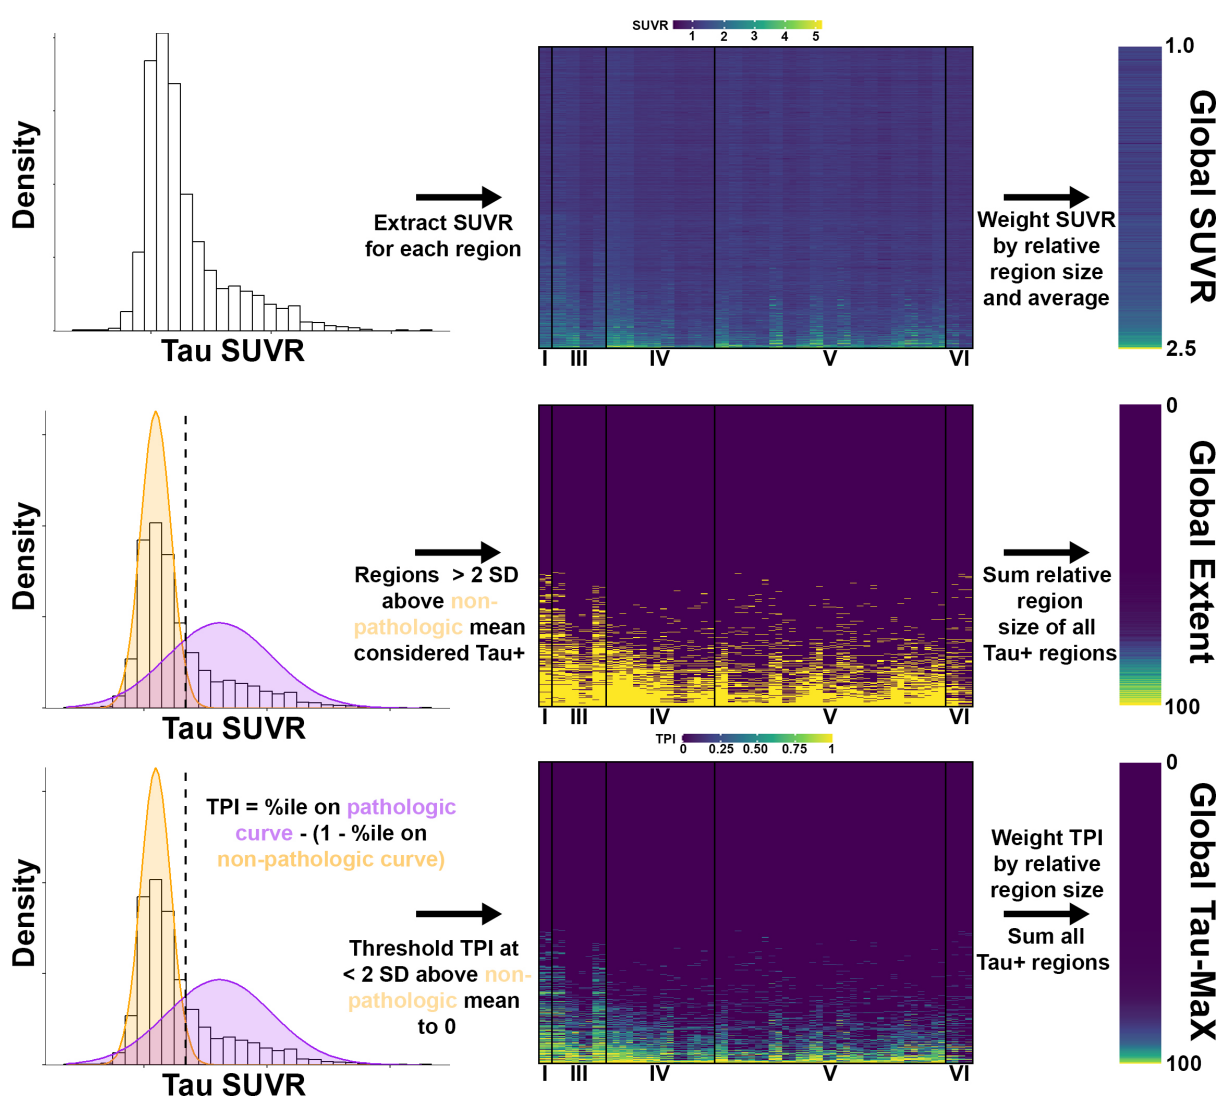 SUVR
1 2 3 4 5
Density
Tau SUVR
Extract SUVR
for each region
I III IV V VI
Weight SUVR
by relative
region size
and average
1.0
2.5
Global SUVR
Density
Tau SUVR
Regions > 2 SD
above non-
pathologic mean
considered Tau+
I III IV V VI
Sum relative
region
size of all
Tau+ regions
0
100
Global Extent
TPI
0 0.25 0.50 0.75 1
Density
Tau SUVR
TPI = %ile on pathologic
curve - (1 - %ile on
non-pathologic curve)
Threshold TPI at
< 2 SD above non-
pathologic mean
to 0
I III IV V VI
Weight TPI
by relative
region size
Sum all
Tau+ regions
0
100
Global Tau-MaX